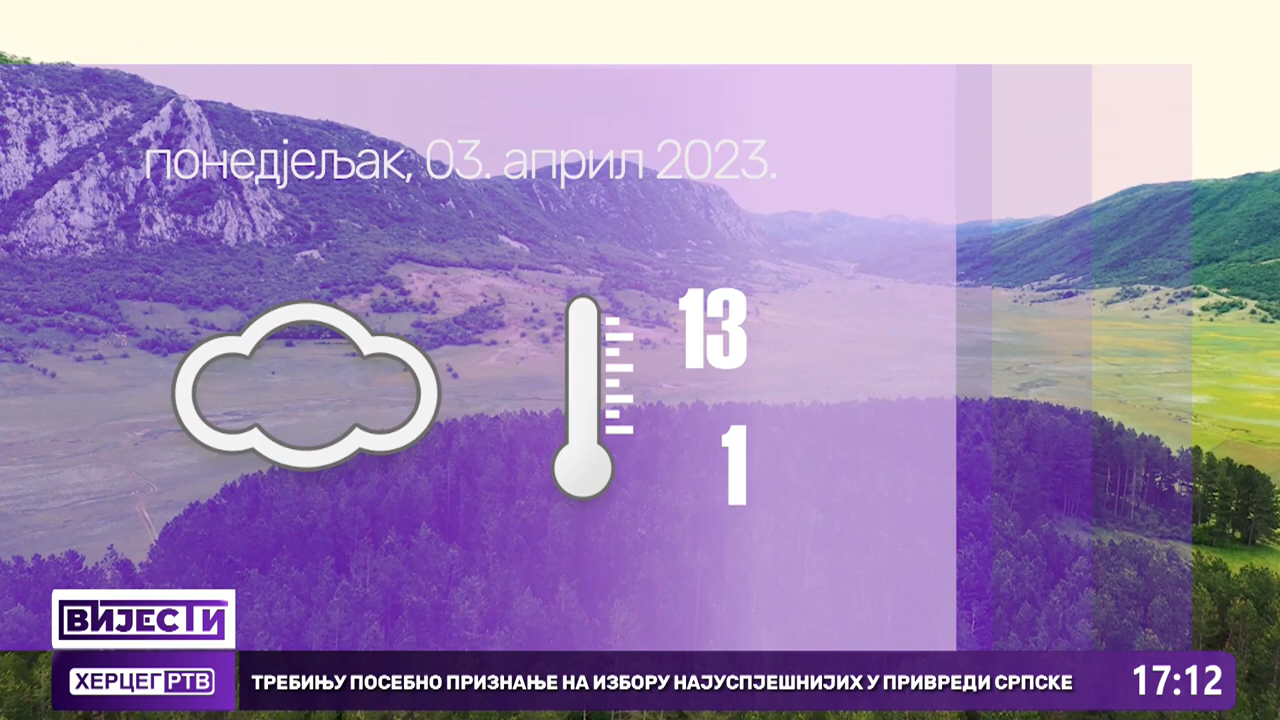 понедјељак, 03. април 2023.
13
1
ВИЈЕСТИ
ХЕРЦЕГ РТВ
ТРЕБИЊУ ПОСЕБНО ПРИЗНАЊЕ НА ИЗБОРУ НАЈУСПЈЕШНИЈИХ У ПРИВРЕДИ СРПСКЕ
17:12